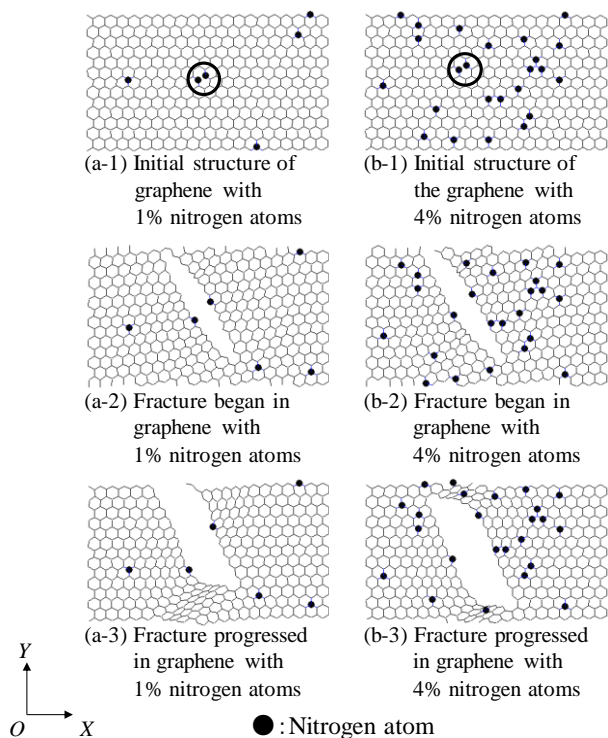 (a-1) Initial structure of
graphene with
1% nitrogen atoms
(b-1) Initial structure of
the graphene with
4% nitrogen atoms
(a-2) Fracture began in
graphene with
1% nitrogen atoms
(b-2) Fracture began in
graphene with
4% nitrogen atoms
(a-3) Fracture progressed
in graphene with
1% nitrogen atoms
(b-3) Fracture progressed
in graphene with
4% nitrogen atoms
Y
O
X
: Nitrogen atom